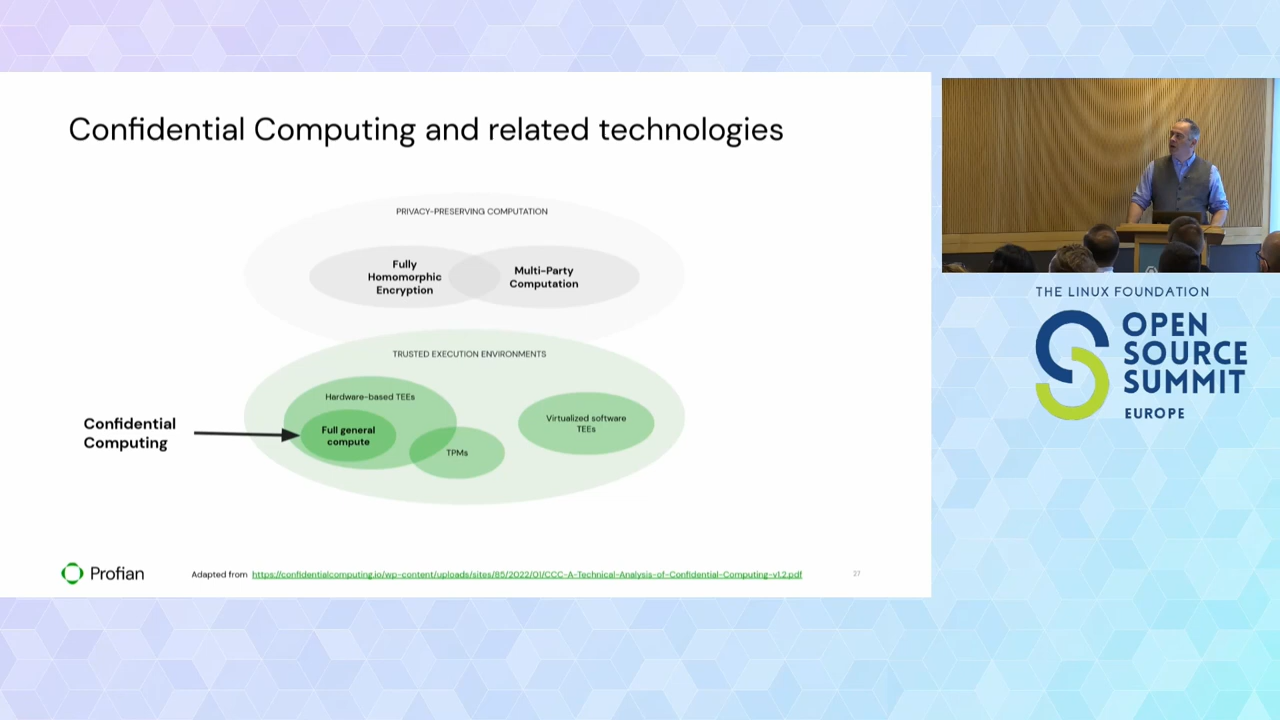 Confidential Computing and related technologies
PRIVACY-PRESERVING COMPUTATION
Fully
Homomorphic
Encryption
Multi-Party
Computation
TRUSTED EXECUTION ENVIRONMENTS
Hardware-based TEEs
Full general
compute
TPMs
Virtualized software
TEEs
Confidential
Computing
Profian
Adapted from https://confidentialcomputing.io/wp-content/uploads/sites/85/2022/01/CCC-A-Technical-Analysis-of-Confidential-Computing-v1.2.pdf
27
THE LINUX FOUNDATION
OPEN
SOURCE
SUMMIT
EUROPE